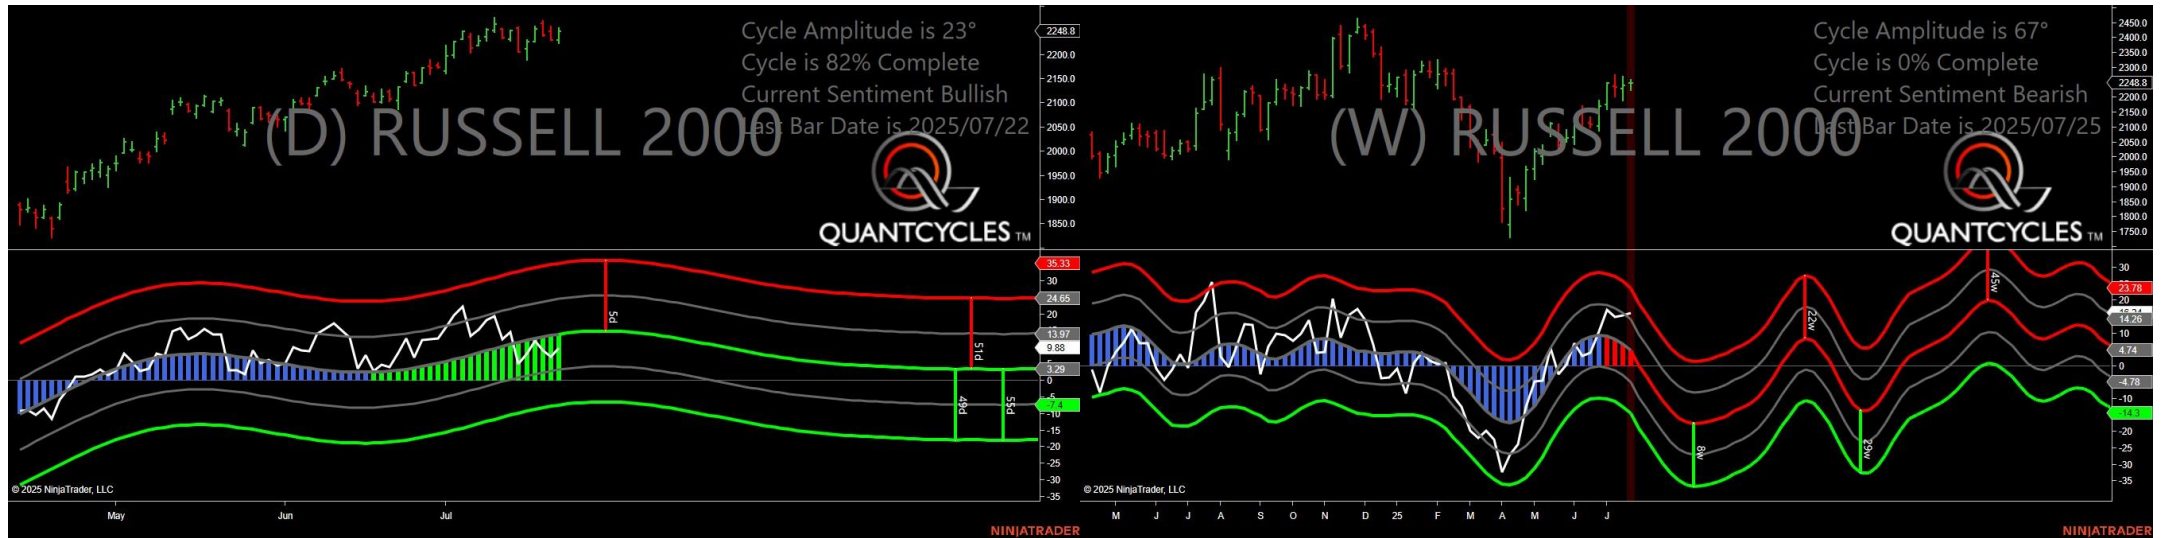 Cycle Amplitude is 23°
Cycle is 82% Complete
Current Sentiment Bullish
Last Bar Date is 2025/07/22
(D) RUSSELL 2000
QUANTCYCLES TM
2248.8
2200.0
2150.0
2100.0
2050.0
2000.0
1950.0
1900.0
1850.0
35.33
30
24.65
20
13.97
9.88
5
3.29
0
-5
-7.4
-10
-15
-20
-25
-30
-35
5d
51d
49d
55d
© 2025 NinjaTrader, LLC
May
Jun
Jul
NINJATRADER
Cycle Amplitude is 67°
Cycle is 0% Complete
Current Sentiment Bearish
Last Bar Date is 2025/07/25
(W) RUSSELL 2000
QUANTCYCLES TM
2450.0
2400.0
2350.0
2300.0
2248.8
2200.0
2150.0
2100.0
2050.0
2000.0
1950.0
1900.0
1850.0
1800.0
1750.0
30
23.78
20
14.26
10
4.74
0
-4.78
-10
-14.3
-20
-25
-30
-35
8w
22w
29w
45w
© 2025 NinjaTrader, LLC
M
J
J
A
S
O
N
D
25
F
M
A
M
J
J
NINJATRADER